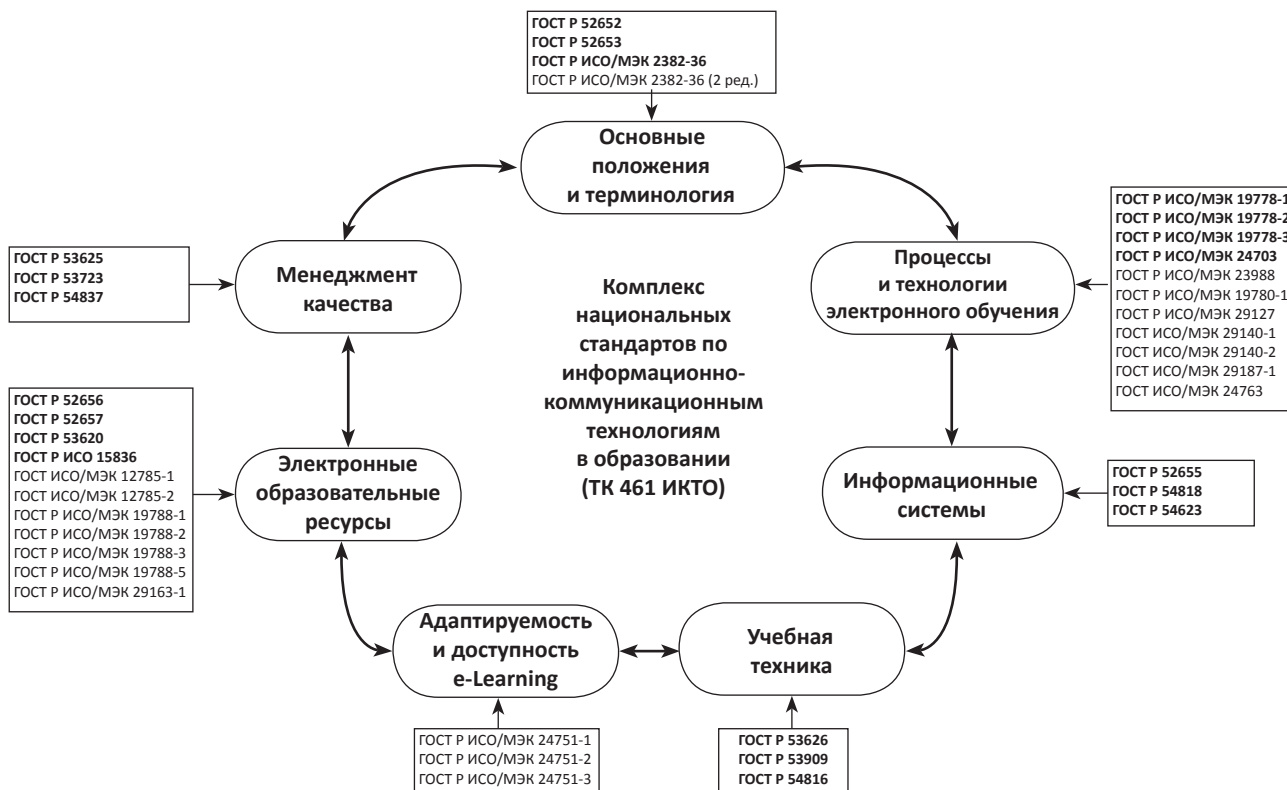 ГОСТ Р 52652
ГОСТ Р 52653
ГОСТ Р ИСО/МЭК 2382-36
ГОСТ Р ИСО/МЭК 2382-36 (2 ред.)
Основные
положения
и терминология
ГОСТ Р ИСО/МЭК 19778-1
ГОСТ Р ИСО/МЭК 19778-2
ГОСТ Р ИСО/МЭК 19778-3
ГОСТ Р ИСО/МЭК 24703
ГОСТ Р ИСО/МЭК 23988
ГОСТ Р ИСО/МЭК 19780-1
ГОСТ Р ИСО/МЭК 29127
ГОСТ ИСО/МЭК 29140-1
ГОСТ ИСО/МЭК 29140-2
ГОСТ ИСО/МЭК 29187-1
ГОСТ ИСО/МЭК 24763
Процессы
и технологии
электронного обучения
ГОСТ Р 53625
ГОСТ Р 53723
ГОСТ Р 54837
Менеджмент
качества
Комплекс
национальных
стандартов по
информационно-
коммуникационным
технологиям
в образовании
(ТК 461 ИКТО)
ГОСТ Р 52656
ГОСТ Р 52657
ГОСТ Р 53620
ГОСТ Р ИСО 15836
ГОСТ ИСО/МЭК 12785-1
ГОСТ ИСО/МЭК 12785-2
ГОСТ Р ИСО/МЭК 19788-1
ГОСТ Р ИСО/МЭК 19788-2
ГОСТ Р ИСО/МЭК 19788-3
ГОСТ Р ИСО/МЭК 19788-5
ГОСТ Р ИСО/МЭК 29163-1
Электронные
образовательные
ресурсы
Информационные
системы
ГОСТ Р 52655
ГОСТ Р 54818
ГОСТ Р 54623
Адаптируемость
и доступность
e-Learning
Учебная
техника
ГОСТ Р ИСО/МЭК 24751-1
ГОСТ Р ИСО/МЭК 24751-2
ГОСТ Р ИСО/МЭК 24751-3
ГОСТ Р 53626
ГОСТ Р 53909
ГОСТ Р 54816